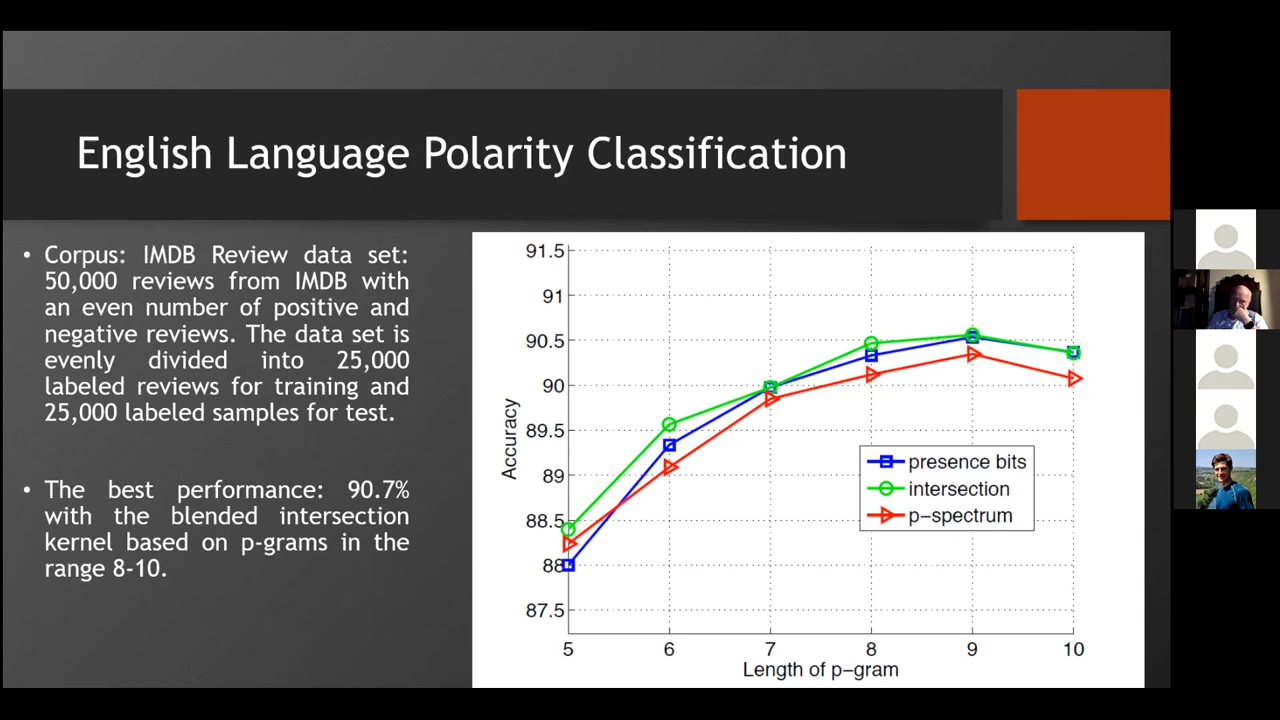 English Language Polarity Classification
• Corpus: IMDB Review data set:
50,000 reviews from IMDB with
an even number of positive and
negative reviews. The data set is
evenly divided into 25,000
labeled reviews for training and
25,000 labeled samples for test.
• The best performance: 90.7%
with the blended intersection
kernel based on p-grams in the
range 8-10.
91.5
91
90.5
90
89.5
89
88.5
88
87.5
Accuracy
presence bits
intersection
p−spectrum
5 6 7 8 9 10
Length of p−gram